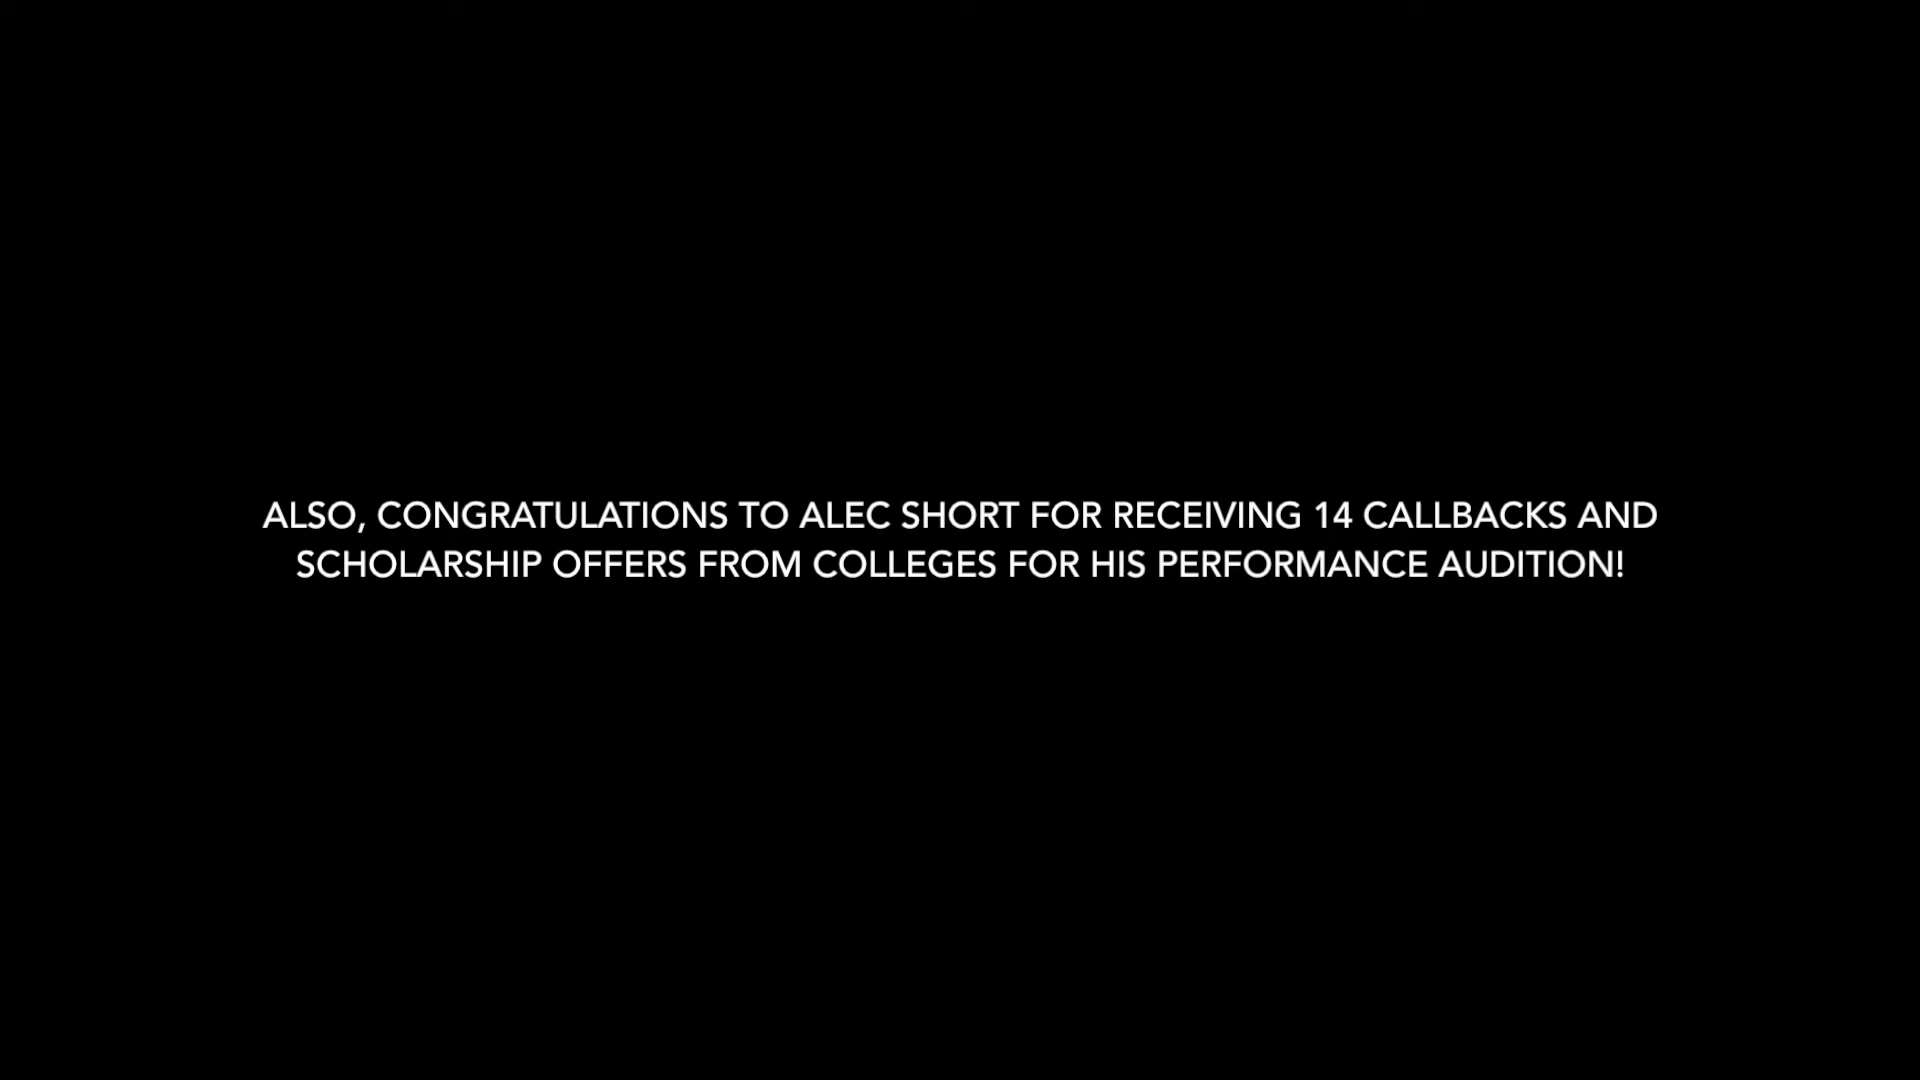 ALSO, CONGRATULATIONS TO ALEC SHORT FOR RECEIVING 14 CALLBACKS AND
SCHOLARSHIP OFFERS FROM COLLEGES FOR HIS PERFORMANCE AUDITION!